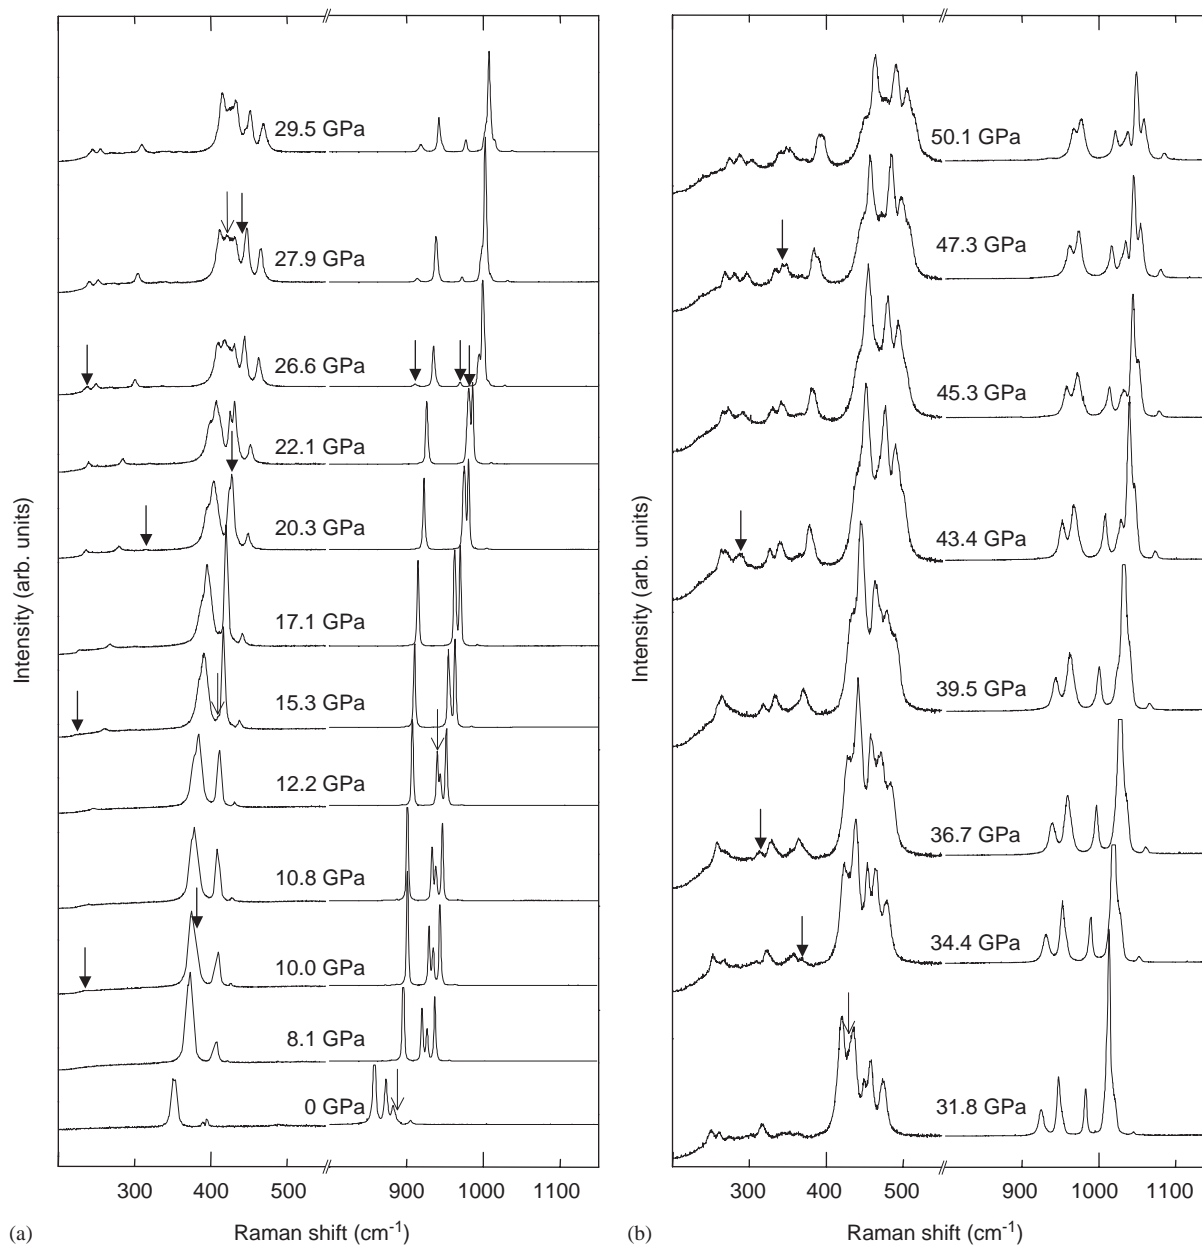 29.5 GPa
27.9 GPa
26.6 GPa
22.1 GPa
20.3 GPa
17.1 GPa
15.3 GPa
12.2 GPa
10.8 GPa
10.0 GPa
8.1 GPa
0 GPa
Intensity (arb. units)
300 400 500 900 1000 1100
(a) Raman shift (cm-1)
50.1 GPa
47.3 GPa
45.3 GPa
43.4 GPa
39.5 GPa
36.7 GPa
34.4 GPa
31.8 GPa
Intensity (arb. units)
300 400 500 900 1000 1100
(b) Raman shift (cm-1)